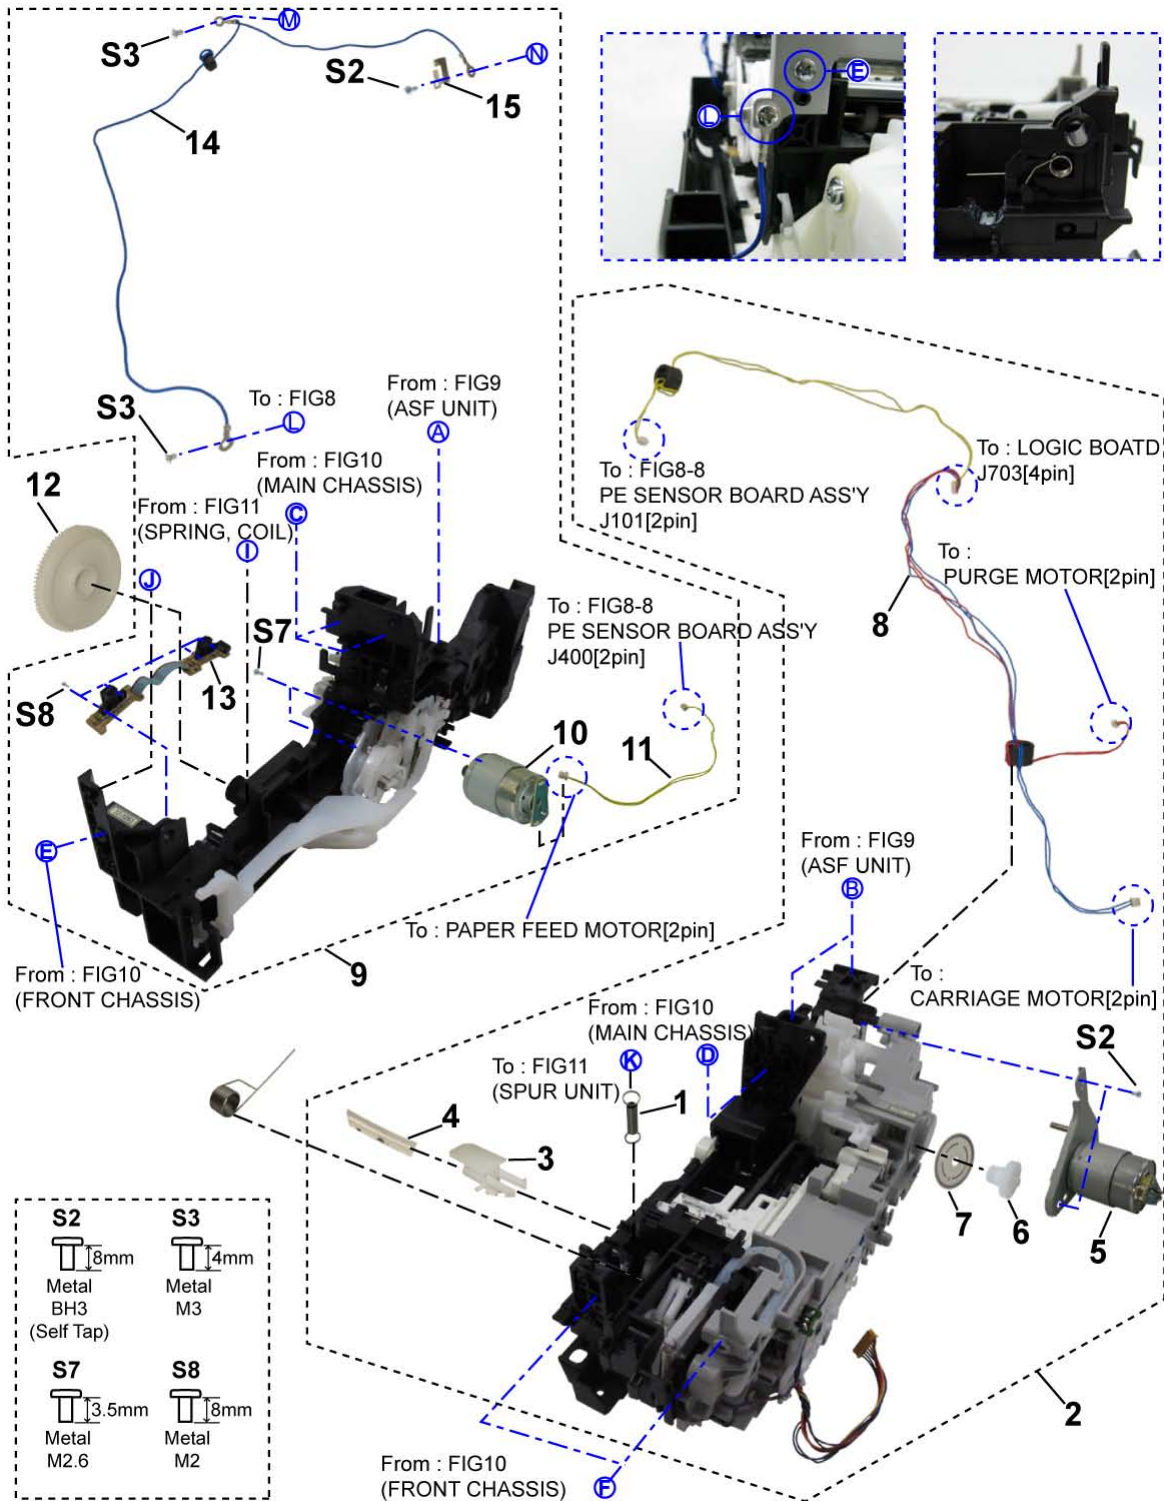 M
S3
S2
N
15
14
E
L
S3
To : FIG8
L
From : FIG9
(ASF UNIT)
A
From : FIG10
(MAIN CHASSIS)
C
12
From : FIG11
(SPRING, COIL)
I
J
To : FIG8-8
PE SENSOR BOARD ASS'Y
J101[2pin]
To : LOGIC BOATD
J703[4pin]
To :
PURGE MOTOR[2pin]
8
S7
To : FIG8-8
PE SENSOR BOARD ASS'Y
J400[2pin]
S8
13
10
11
E
From : FIG10
(FRONT CHASSIS)
To : PAPER FEED MOTOR[2pin]
9
From : FIG9
(ASF UNIT)
B
To :
CARRIAGE MOTOR[2pin]
From : FIG10
(MAIN CHASSIS)
D
S2
To : FIG11
(SPUR UNIT)
K
1
4
3
7
6
5
2
S2
8mm
Metal
BH3
(Self Tap)
S3
4mm
Metal
M3
S7
3.5mm
Metal
M2.6
S8
8mm
Metal
M2
From : FIG10
(FRONT CHASSIS)
F